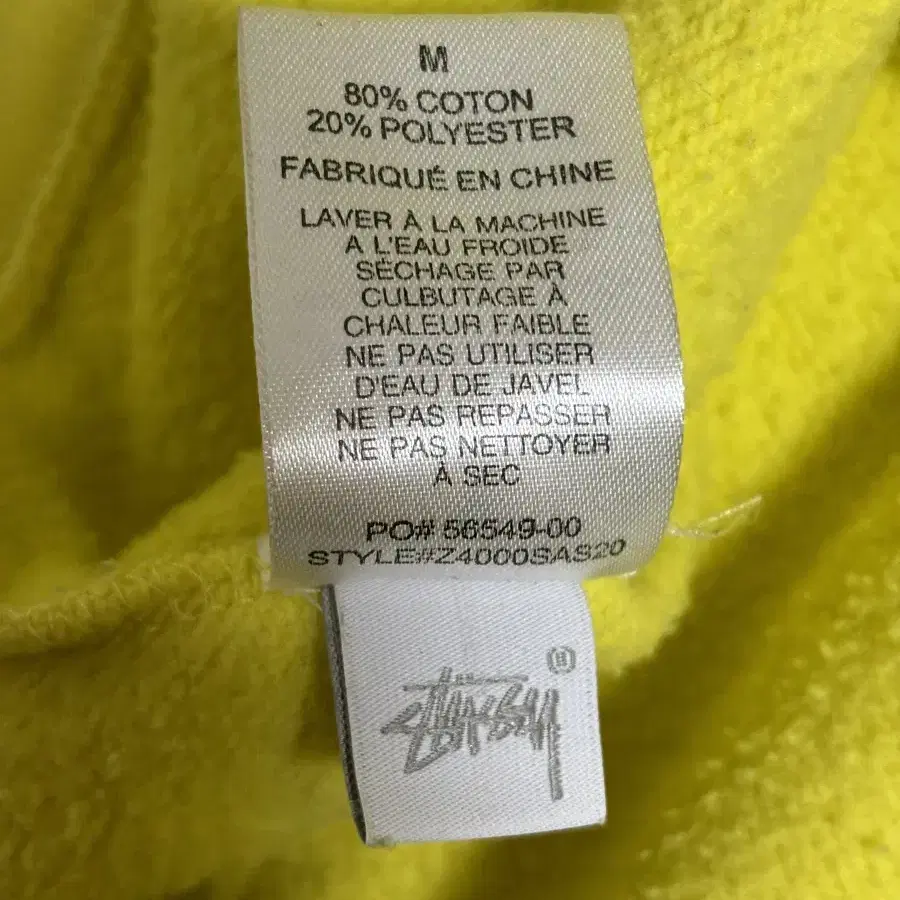 M
80% COTON
20% POLYESTER
FABRIQUÉ EN CHINE
LAVER À LA MACHINE
A L'EAU FROIDE
SÉCHAGE PAR
CULBUTAGE À
CHALEUR FAIBLE
NE PAS UTILISER
D'EAU DE JAVEL
NE PAS REPASSER
NE PAS NETTOYER
À SEC
PO# 56549-00
STYLE#Z4000SAS20
Stüssy
®